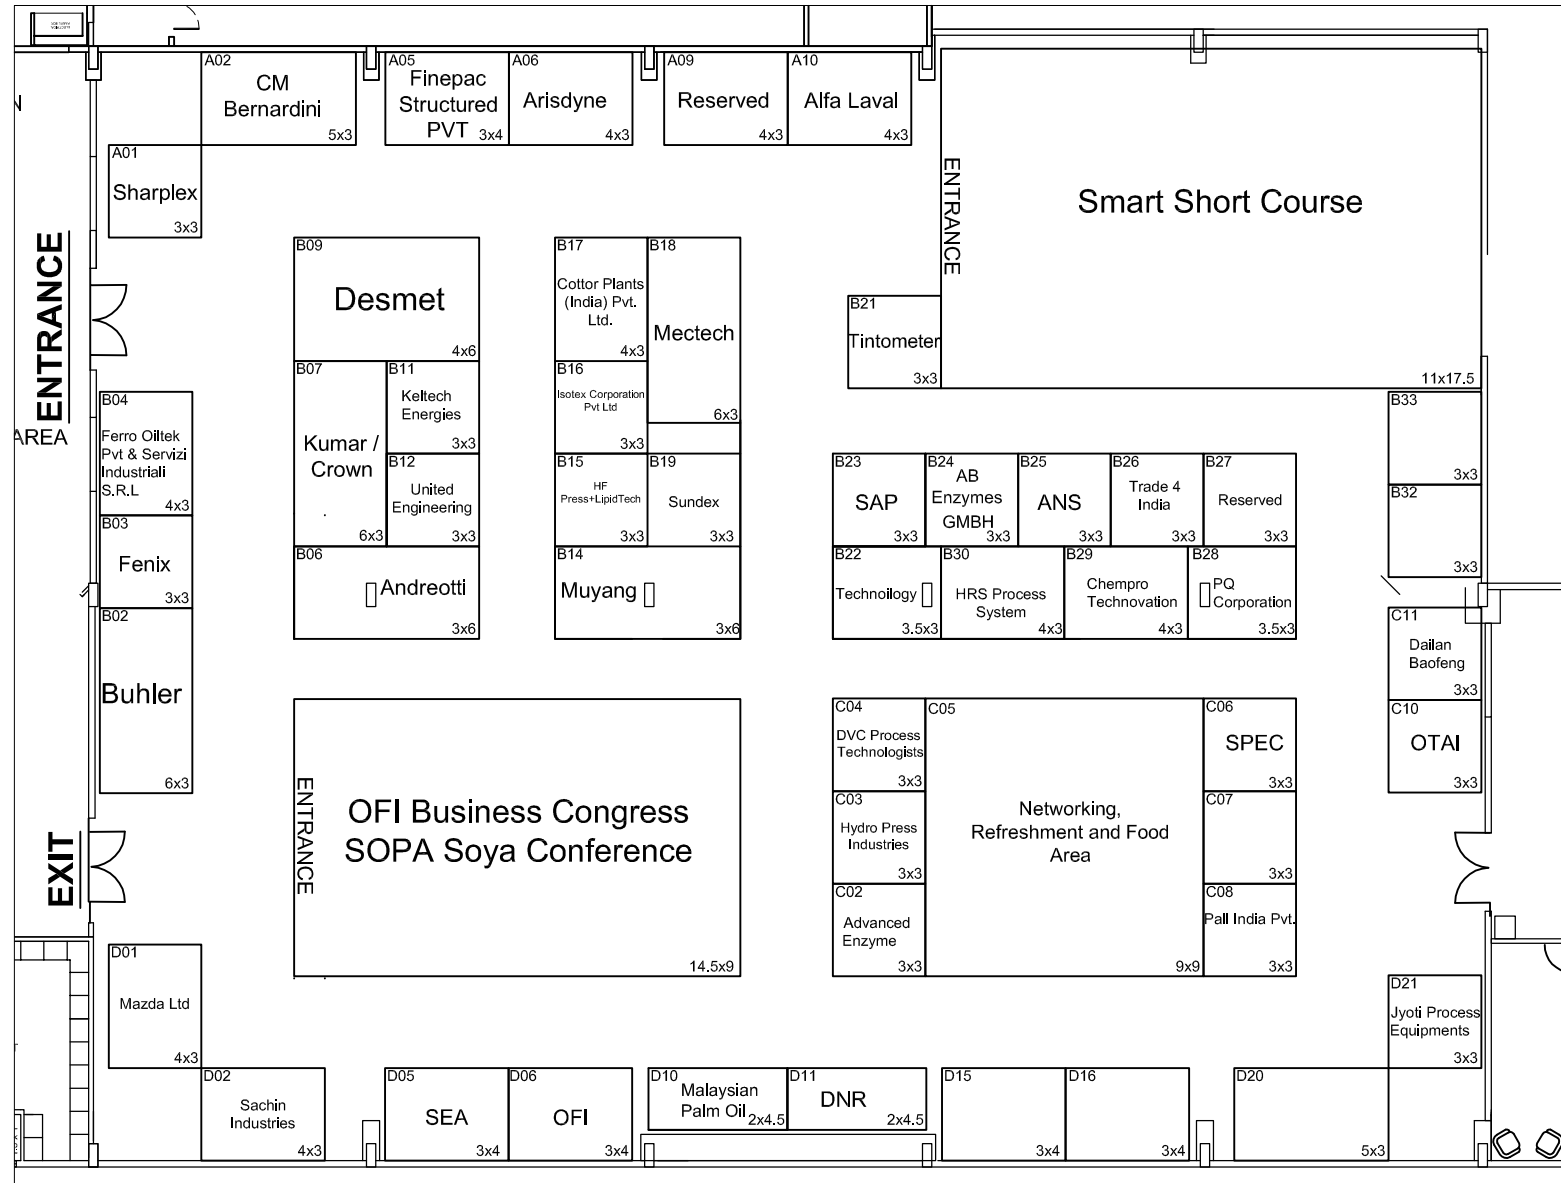 A02
CM
Bernardini
5x3
A05
Finepac
Structured
PVT
3x4
A06
Arisdyne
4x3
A09
Reserved
4x3
A10
Alfa Laval
4x3
A01
Sharplex
3x3
ENTRANCE
Smart Short Course
11x17.5
ENTRANCE
AREA
B09
Desmet
4x6
B17
Cottor Plants
(India) Pvt.
Ltd.
4x3
B18
Mectech
6x3
B21
Tintometer
3x3
B04
Ferro Oiltek
Pvt & Servizi
Industriali
S.R.L
4x3
B07
Kumar /
Crown
6x3
B11
Keltech
Energies
3x3
B16
Isotex Corporation
Pvt Ltd
3x3
B33
3x3
B12
United
Engineering
3x3
B15
HF
Press+LipidTech
3x3
B19
Sundex
3x3
B23
SAP
3x3
B24
AB
Enzymes
GMBH
3x3
B25
ANS
3x3
B26
Trade 4
India
3x3
B27
Reserved
3x3
B32
3x3
B03
Fenix
3x3
B06
Andreotti
3x6
B14
Muyang
3x6
B22
Technoilogy
3.5x3
B30
HRS Process
System
4x3
B29
Chempro
Technovation
4x3
B28
PQ
Corporation
3.5x3
B02
Buhler
6x3
C11
Dailan
Baofeng
3x3
ENTRANCE
OFI Business Congress
SOPA Soya Conference
14.5x9
C04
DVC Process
Technologists
3x3
C05
Networking,
Refreshment and Food
Area
9x9
C06
SPEC
3x3
C10
OTAI
3x3
C03
Hydro Press
Industries
3x3
C07
3x3
EXIT
C02
Advanced
Enzyme
3x3
C08
Pall India Pvt.
3x3
D01
Mazda Ltd
4x3
D21
Jyoti Process
Equipments
3x3
D02
Sachin
Industries
4x3
D05
SEA
3x4
D06
OFI
3x4
D10
Malaysian
Palm Oil
2x4.5
D11
DNR
2x4.5
D15
3x4
D16
3x4
D20
5x3